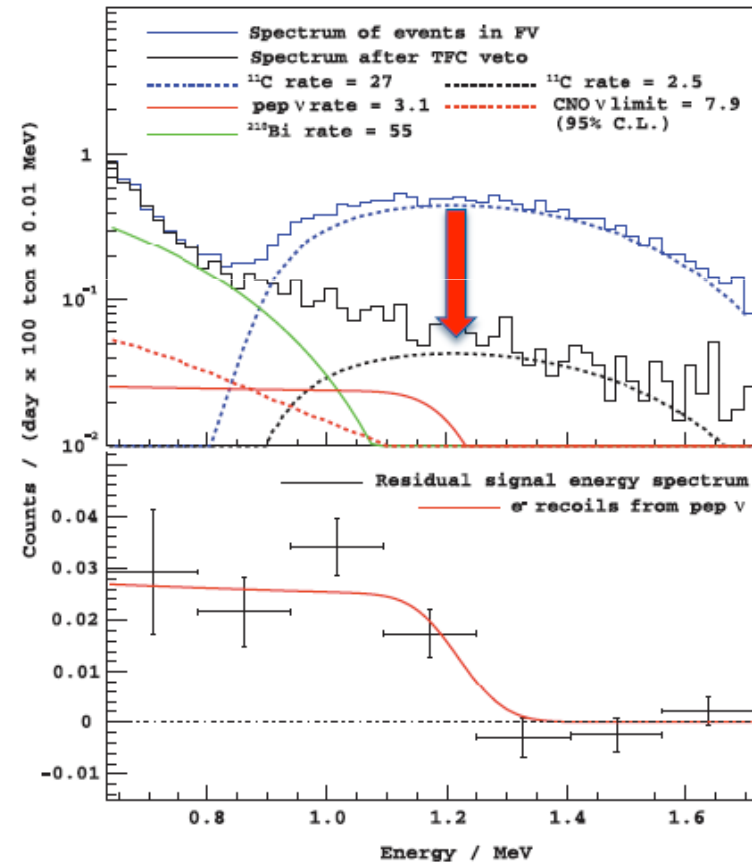 Spectrum of events in FV
Spectrum after TFC veto
¹¹C rate = 27
¹¹C rate = 2.5
pep ν rate = 3.1
CNO ν limit = 7.9
(95% C.L.)
²¹⁰Bi rate = 55
1
10⁻¹
10⁻²
Counts / (day x 100 ton x 0.01 MeV)
Residual signal energy spectrum
e⁻ recoils from pep ν
0.04
0.03
0.02
0.01
0
-0.01
0.8
1.0
1.2
1.4
1.6
Energy / MeV